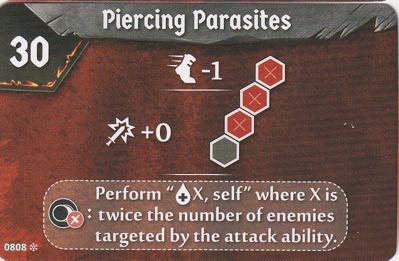 Piercing Parasites
30
-1
+0
Perform “X, self” where X is
: twice the number of enemies
targeted by the attack ability.
0808